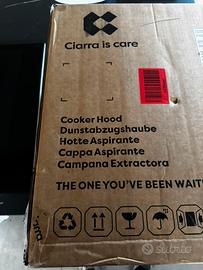 Ciarra is care
Cooker Hood
Dunstabzugshaube
Hotte Aspirante
Cappa Aspirante
Campana Extractora
THE ONE YOU'VE BEEN WAIT
subito